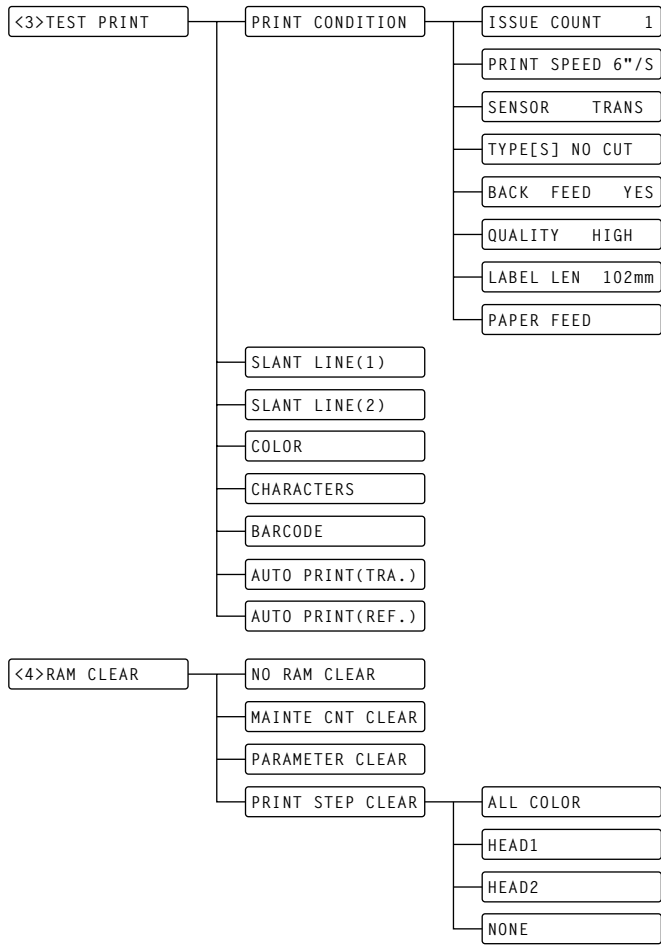 <3>TEST PRINT
PRINT CONDITION
ISSUE COUNT 1
PRINT SPEED 6"/S
SENSOR TRANS
TYPE[S] NO CUT
BACK FEED YES
QUALITY HIGH
LABEL LEN 102mm
PAPER FEED
SLANT LINE(1)
SLANT LINE(2)
COLOR
CHARACTERS
BARCODE
AUTO PRINT(TRA.)
AUTO PRINT(REF.)
<4>RAM CLEAR
NO RAM CLEAR
MAINTE CNT CLEAR
PARAMETER CLEAR
PRINT STEP CLEAR
ALL COLOR
HEAD1
HEAD2
NONE